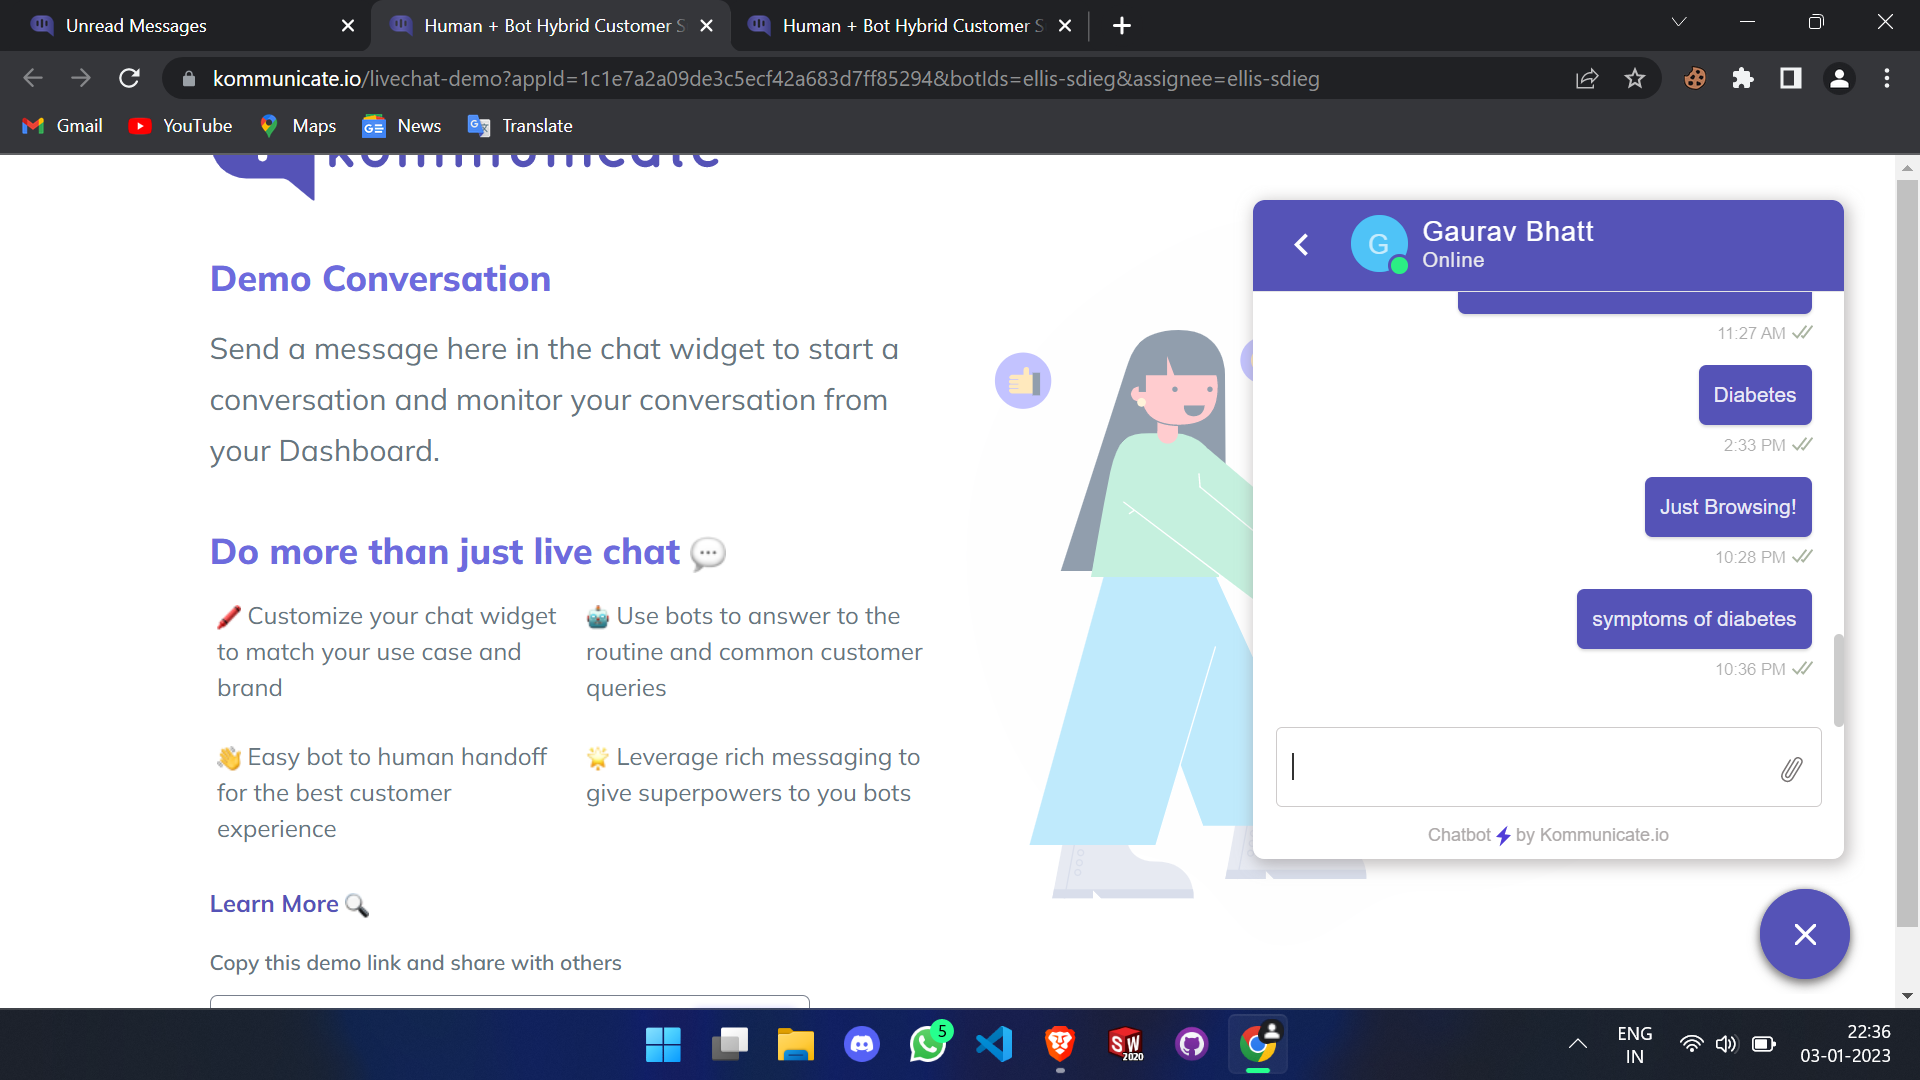 Unread Messages
Human + Bot Hybrid Customer S
Human + Bot Hybrid Customer S
kommunicate.io/livechat-demo?appId=1c1e7a2a09de3c5ecf42a683d7ff85294&botIds=ellis-sdieg&assignee=ellis-sdieg
Gmail
YouTube
Maps
News
Translate
kommunicate
Demo Conversation
Send a message here in the chat widget to start a
conversation and monitor your conversation from
your Dashboard.
Do more than just live chat 💬
🖍️ Customize your chat widget
to match your use case and
brand
🤖 Use bots to answer to the
routine and common customer
queries
👋 Easy bot to human handoff
for the best customer
experience
🌟 Leverage rich messaging to
give superpowers to you bots
Learn More 🔍
Copy this demo link and share with others
G
Gaurav Bhatt
Online
11:27 AM
Diabetes
2:33 PM
Just Browsing!
10:28 PM
symptoms of diabetes
10:36 PM
Chatbot ⚡ by Kommunicate.io
5
SW
2020
ENG
IN
22:36
03-01-2023